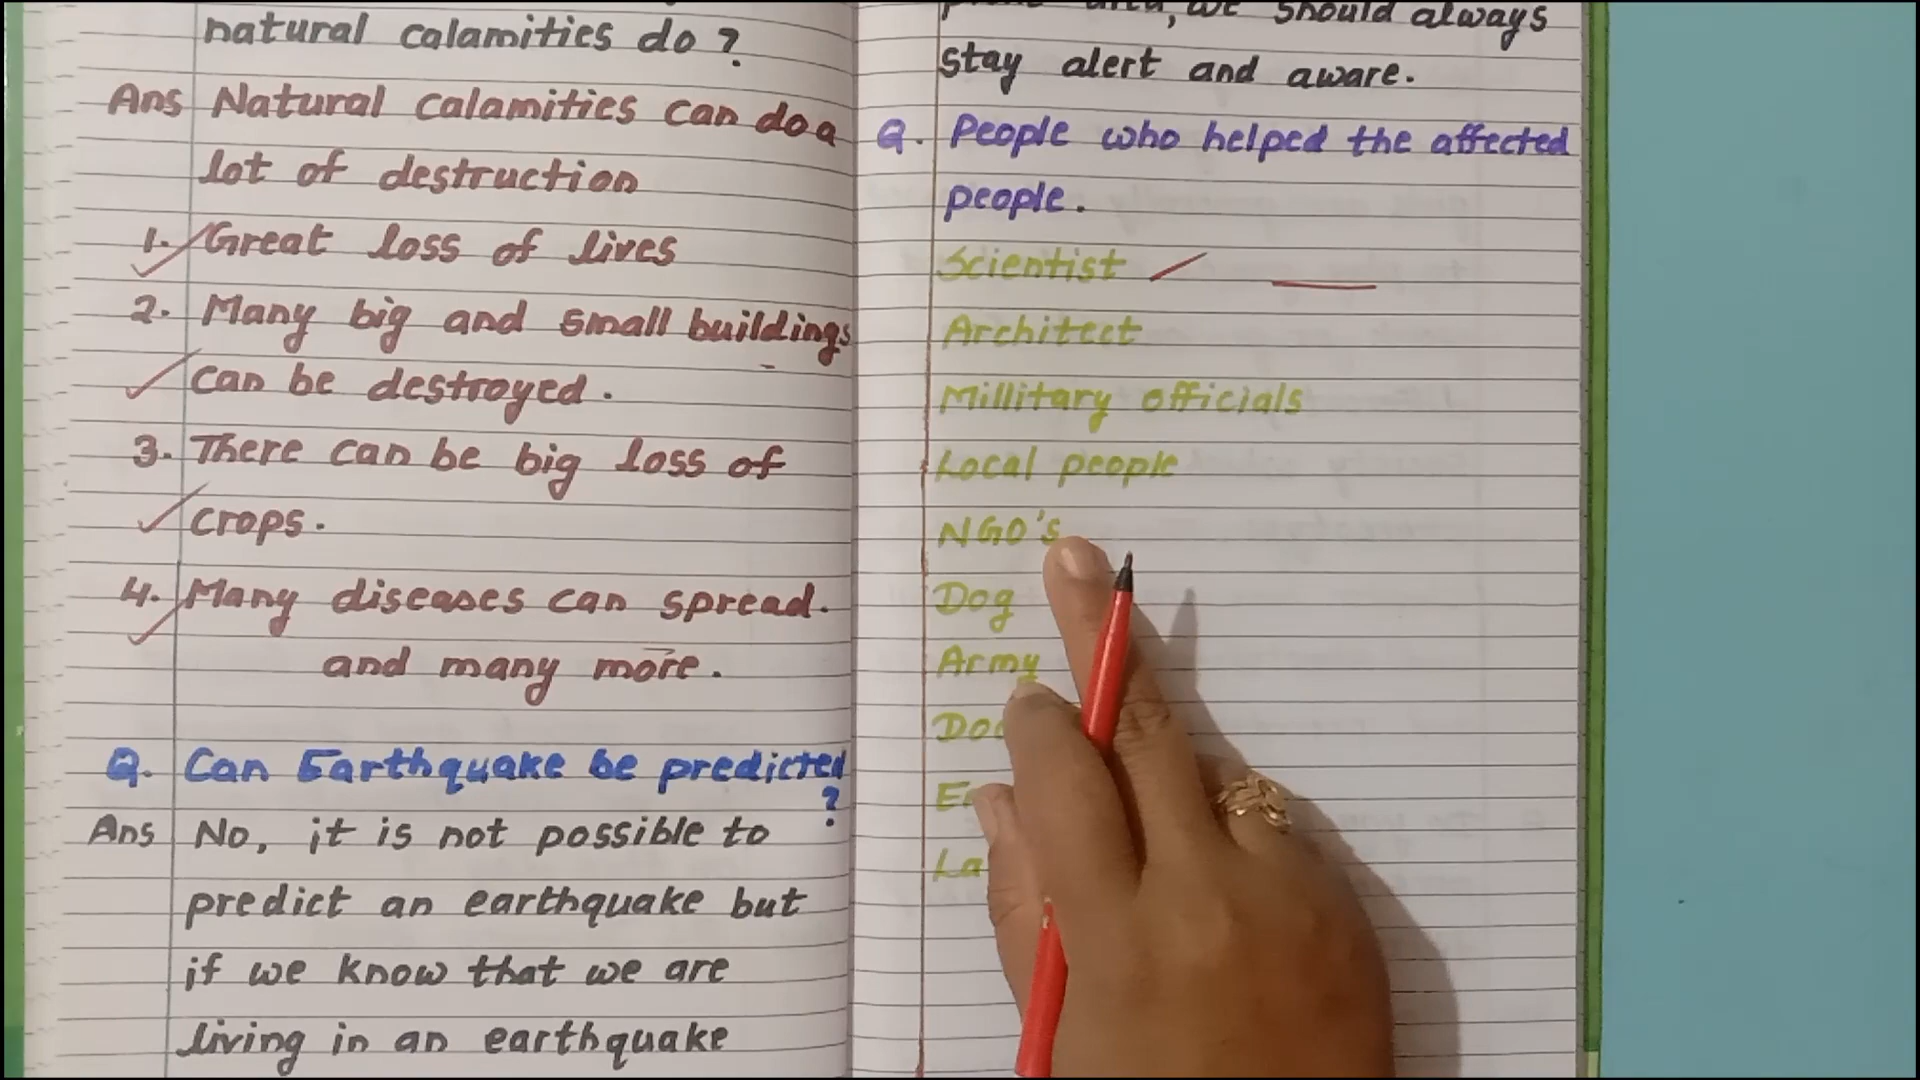 natural calamities do?
Ans Natural calamities can do a
lot of destruction
1. Great loss of lives
2. Many big and small buildings
can be destroyed.
3. There can be big loss of
crops.
4. Many diseases can spread.
and many more.
Q. Can Earthquake be predicted
?
Ans No, it is not possible to
predict an earthquake but
if we know that we are
living in an earthquake
should always
stay alert and aware.
Q. People who helped the affected
people.
Scientist
Architect
Millitary officials
Local people
NGO's
Dog
Army